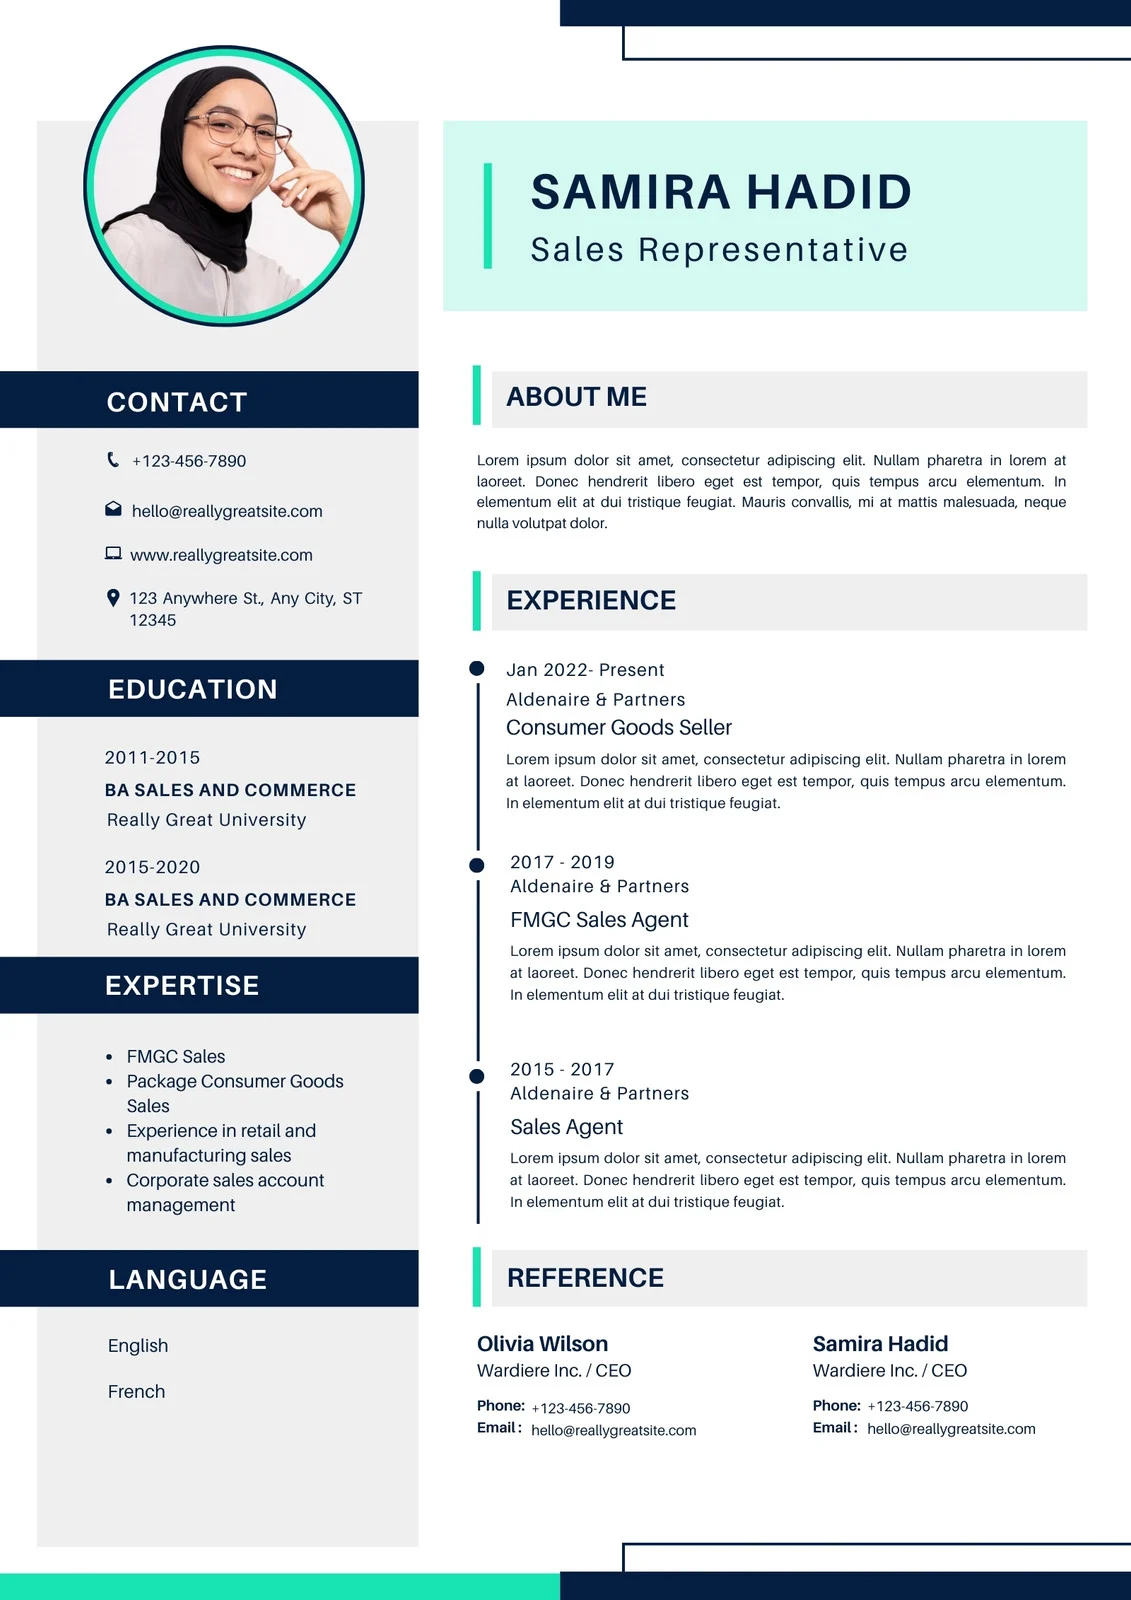 SAMIRA HADID
Sales Representative
CONTACT
+123-456-7890
hello@reallygreatsite.com
www.reallygreatsite.com
123 Anywhere St., Any City, ST
12345
EDUCATION
2011-2015
BA SALES AND COMMERCE
Really Great University
2015-2020
BA SALES AND COMMERCE
Really Great University
EXPERTISE
• FMGC Sales
• Package Consumer Goods
Sales
• Experience in retail and
manufacturing sales
• Corporate sales account
management
LANGUAGE
English
French
ABOUT ME
Lorem ipsum dolor sit amet, consectetur adipiscing elit. Nullam pharetra in lorem at
laoreet. Donec hendrerit libero eget est tempor, quis tempus arcu elementum. In
elementum elit at dui tristique feugiat. Mauris convallis, mi at mattis malesuada, neque
nulla volutpat dolor.
EXPERIENCE
Jan 2022- Present
Aldenaire & Partners
Consumer Goods Seller
Lorem ipsum dolor sit amet, consectetur adipiscing elit. Nullam pharetra in lorem
at laoreet. Donec hendrerit libero eget est tempor, quis tempus arcu elementum.
In elementum elit at dui tristique feugiat.
2017 - 2019
Aldenaire & Partners
FMGC Sales Agent
Lorem ipsum dolor sit amet, consectetur adipiscing elit. Nullam pharetra in lorem
at laoreet. Donec hendrerit libero eget est tempor, quis tempus arcu elementum.
In elementum elit at dui tristique feugiat.
2015 - 2017
Aldenaire & Partners
Sales Agent
Lorem ipsum dolor sit amet, consectetur adipiscing elit. Nullam pharetra in lorem
at laoreet. Donec hendrerit libero eget est tempor, quis tempus arcu elementum.
In elementum elit at dui tristique feugiat.
REFERENCE
Olivia Wilson
Wardiere Inc. / CEO
Phone: +123-456-7890
Email : hello@reallygreatsite.com
Samira Hadid
Wardiere Inc. / CEO
Phone: +123-456-7890
Email : hello@reallygreatsite.com